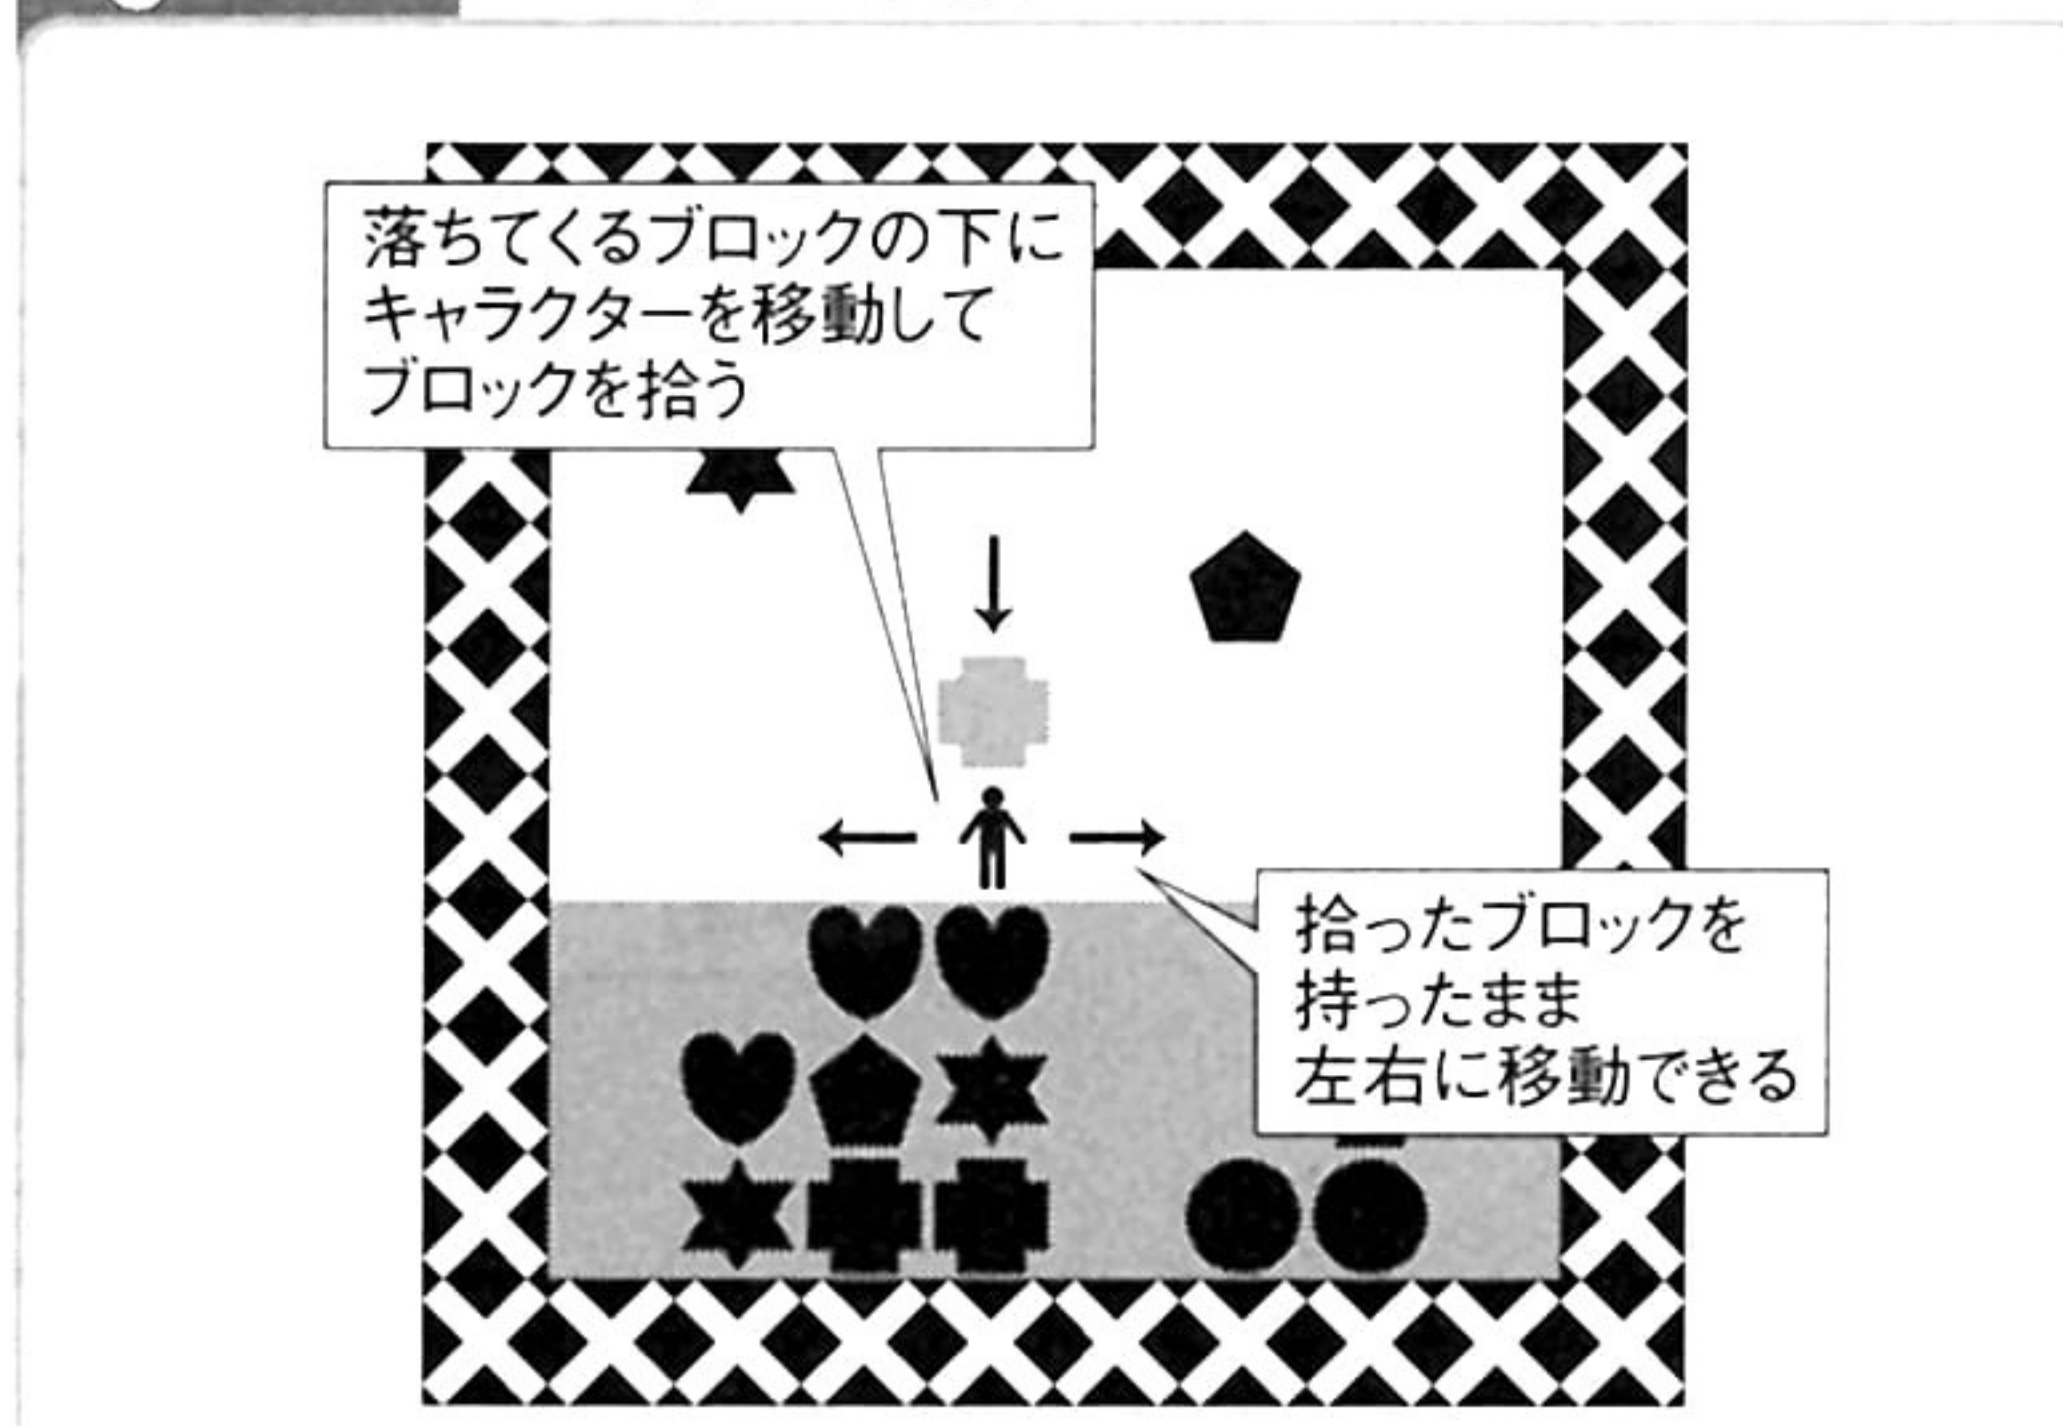 落ちてくるブロックの下に
キャラクターを移動して
ブロックを拾う
拾ったブロックを
持ったまま
左右に移動できる